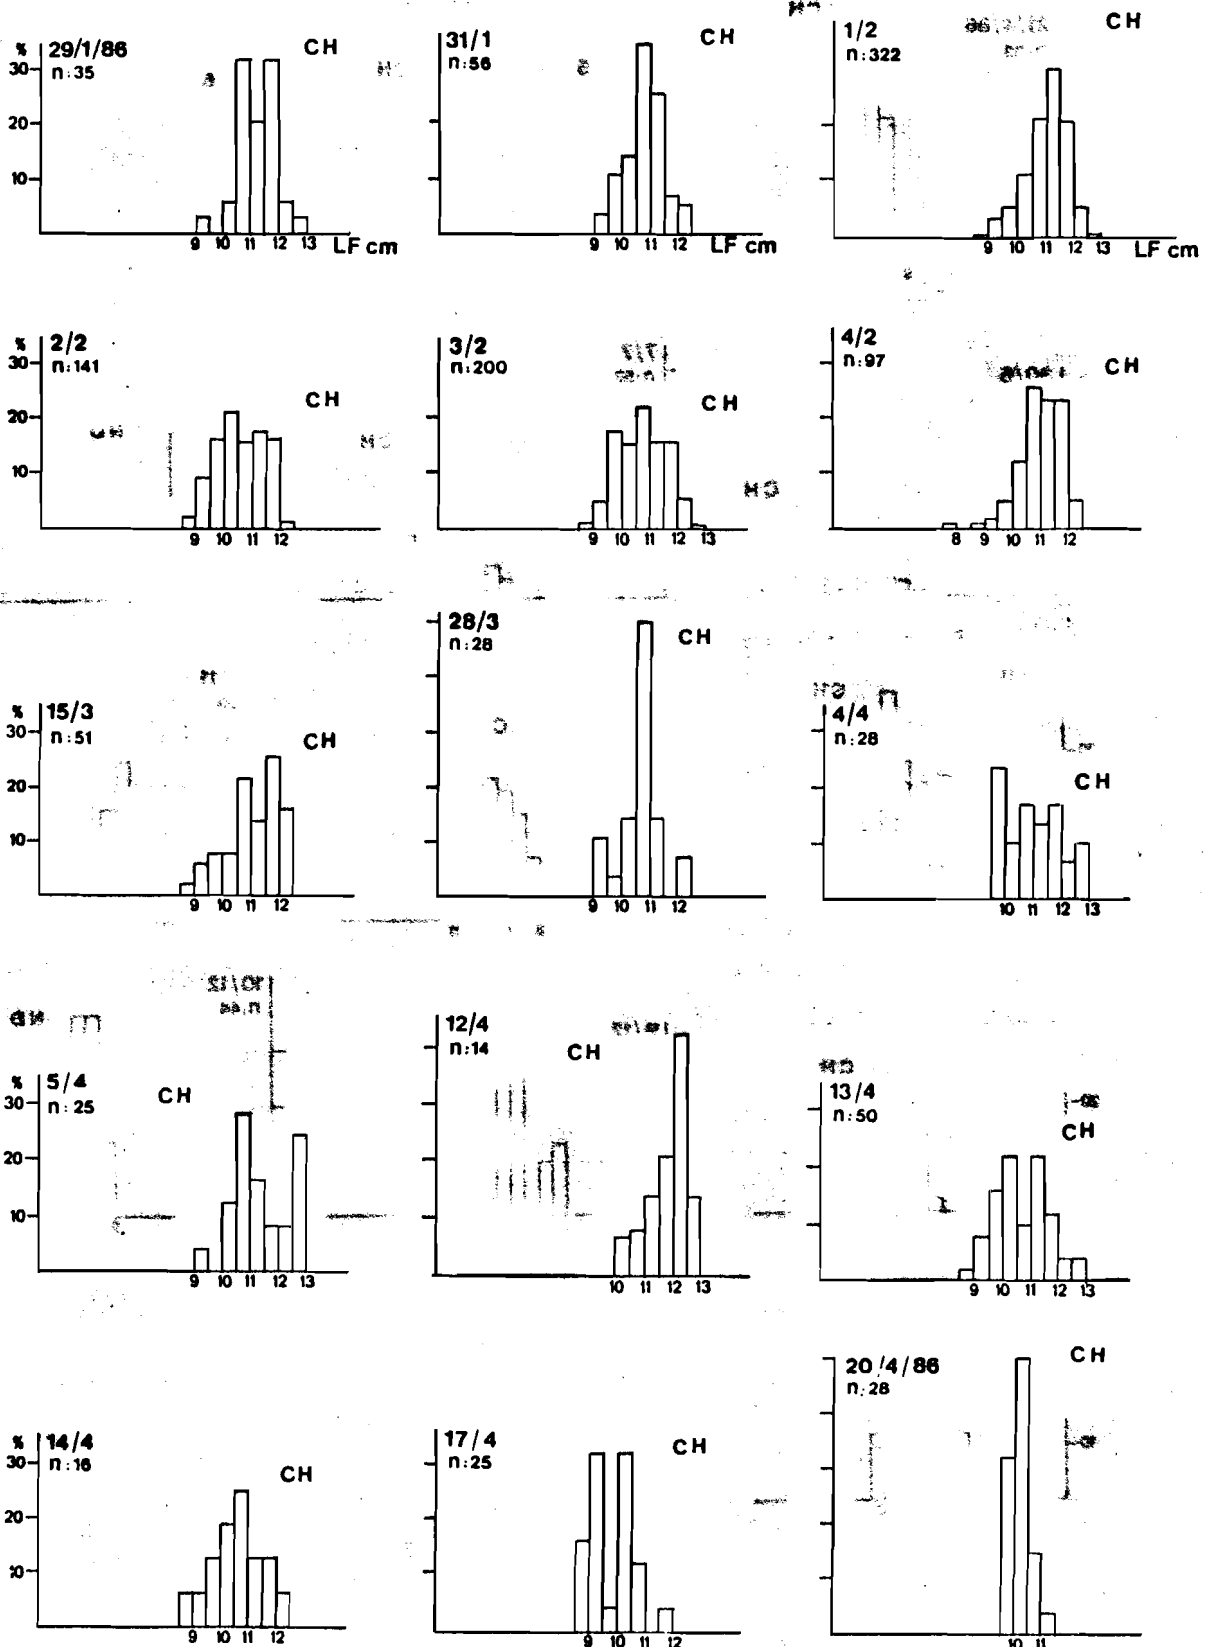 % 29/1/86 CH
n:35
30
20
10
9 10 11 12 13 LF cm
31/1 CH
n:56
9 10 11 12 LF cm
1/2 CH
n:322
9 10 11 12 13 LF cm
% 2/2
n:141
30
20
10
CH
9 10 11 12
3/2
n:200
CH
9 10 11 12 13
4/2
n:97 CH
8 9 10 11 12
% 15/3
n:51
30
20
10
CH
9 10 11 12
28/3
n:28 CH
9 10 11 12
4/4
n:28
CH
10 11 12 13
% 5/4
n:25
30
20
10
CH
9 10 11 12 13
12/4
n:14
CH
10 11 12 13
13/4
n:50
CH
9 10 11 12 13
% 14/4
n:16
30
20
10
CH
9 10 11 12
17/4
n:25
CH
9 10 11 12
20/4/86 CH
n:28
10 11